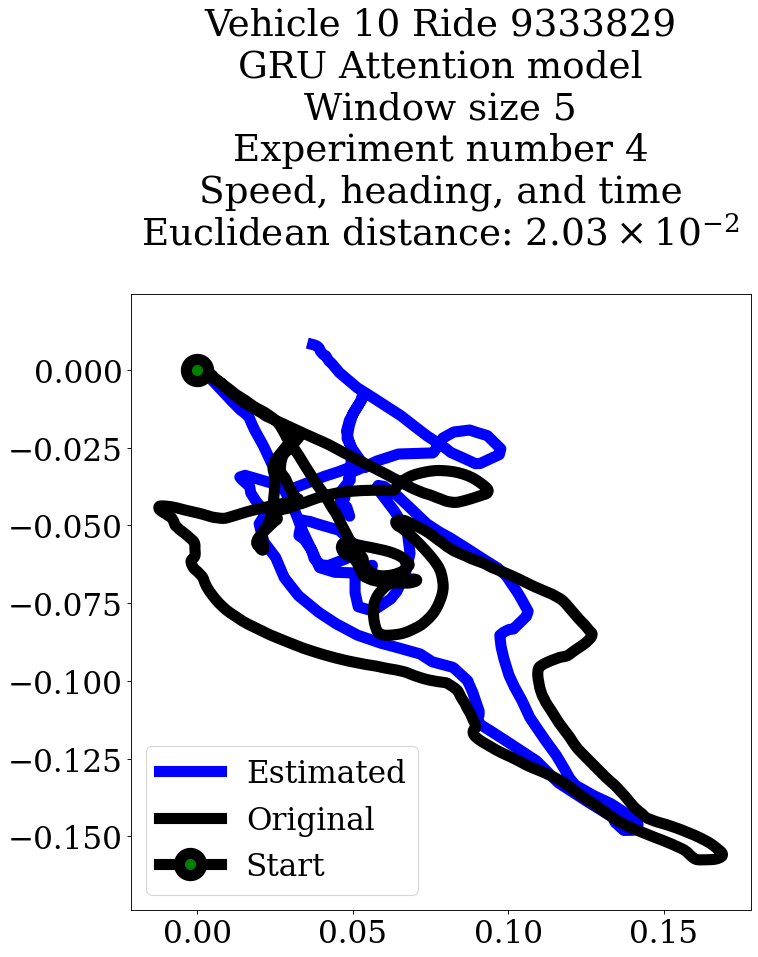 Vehicle 10 Ride 9333829
GRU Attention model
Window size 5
Experiment number 4
Speed, heading, and time
Euclidean distance: 2.03 × 10⁻²
0.000
−0.025
−0.050
−0.075
−0.100
−0.125
−0.150
Estimated
Original
Start
0.00 0.05 0.10 0.15